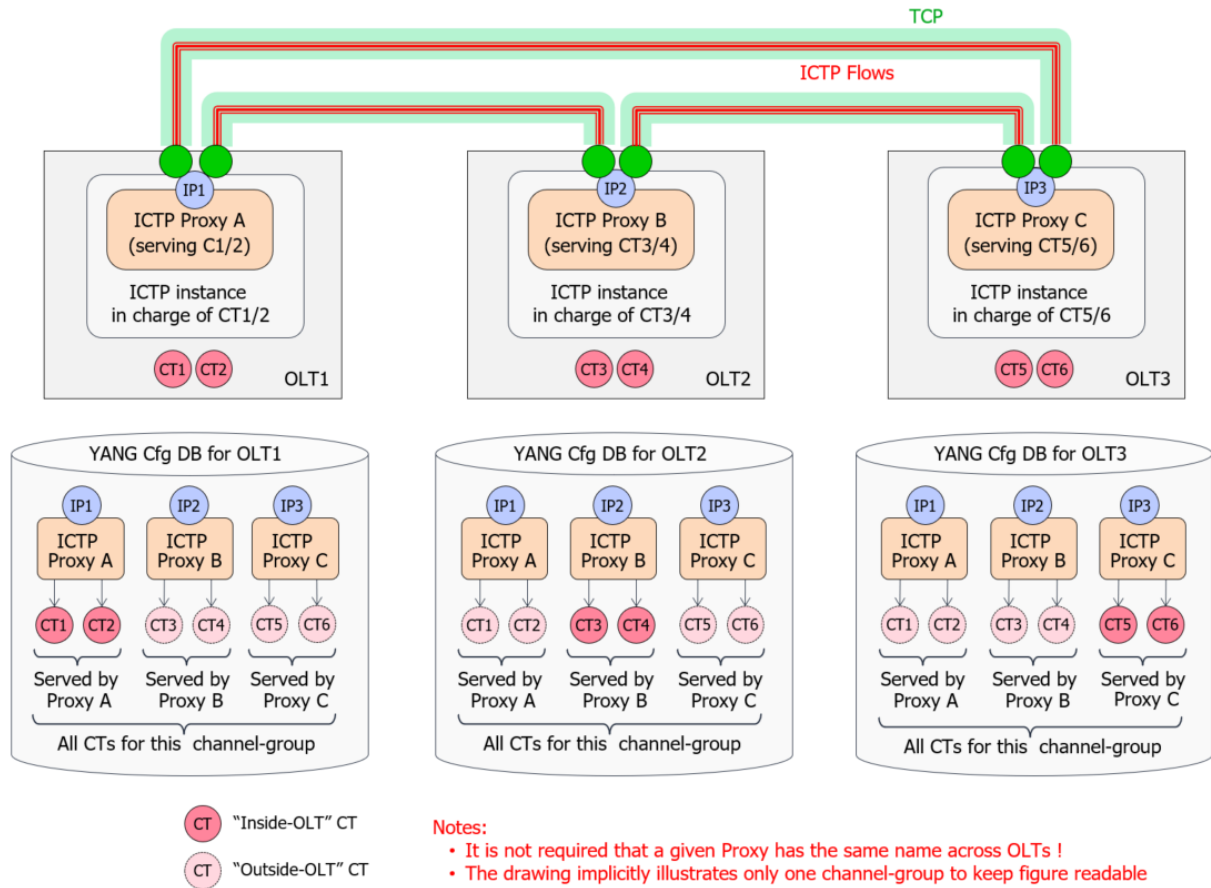 TCP
ICTP Flows
IP1
IP2
IP3
ICTP Proxy A
(serving C1/2)
ICTP Proxy B
(serving CT3/4)
ICTP Proxy C
(serving CT5/6)
ICTP instance
in charge of CT1/2
ICTP instance
in charge of CT3/4
ICTP instance
in charge of CT5/6
CT1 CT2
OLT1
CT3 CT4
OLT2
CT5 CT6
OLT3
YANG Cfg DB for OLT1
IP1 IP2 IP3
ICTP
Proxy A
ICTP
Proxy B
ICTP
Proxy C
CT1 CT2 CT3 CT4 CT5 CT6
Served by
Proxy A
Served by
Proxy B
Served by
Proxy C
All CTs for this channel-group
YANG Cfg DB for OLT2
IP1 IP2 IP3
ICTP
Proxy A
ICTP
Proxy B
ICTP
Proxy C
CT1 CT2 CT3 CT4 CT5 CT6
Served by
Proxy A
Served by
Proxy B
Served by
Proxy C
All CTs for this channel-group
YANG Cfg DB for OLT3
IP1 IP2 IP3
ICTP
Proxy A
ICTP
Proxy B
ICTP
Proxy C
CT1 CT2 CT3 CT4 CT5 CT6
Served by
Proxy A
Served by
Proxy B
Served by
Proxy C
All CTs for this channel-group
CT "Inside-OLT" CT
CT "Outside-OLT" CT
Notes:
• It is not required that a given Proxy has the same name across OLTs !
• The drawing implicitly illustrates only one channel-group to keep figure readable